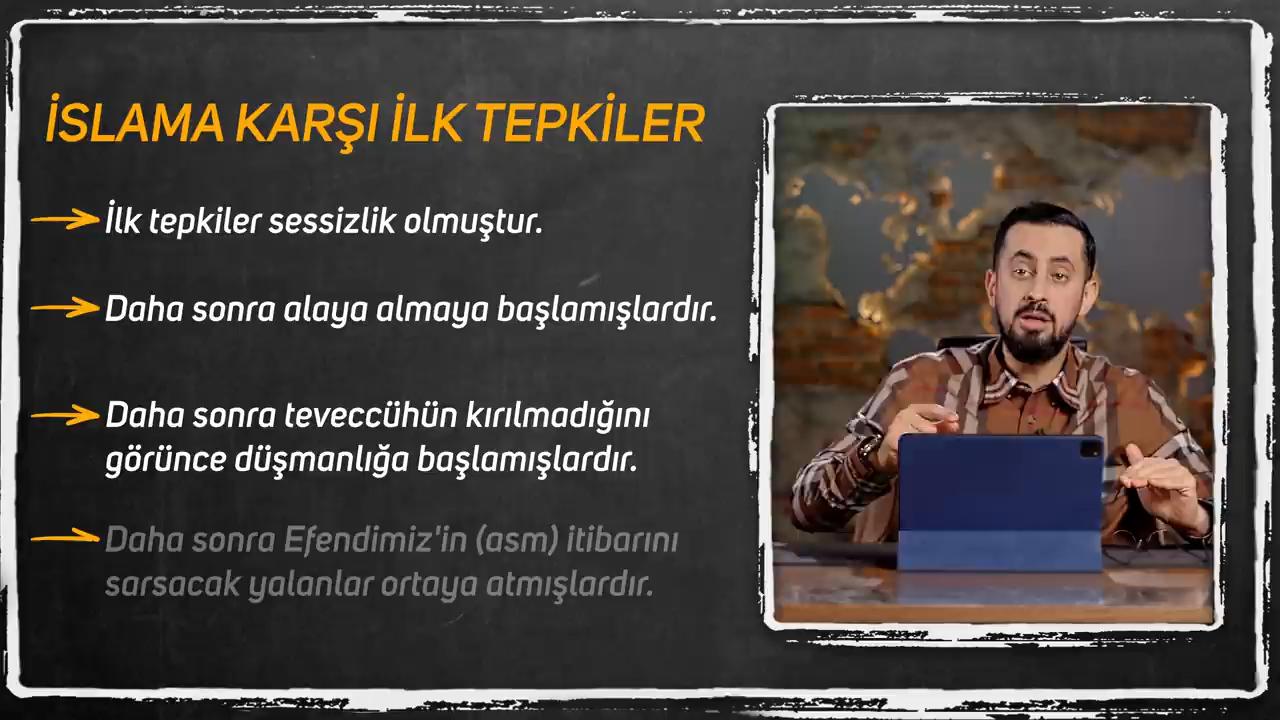 İSLAMA KARŞI İLK TEPKİLER
İlk tepkiler sessizlik olmuştur.
Daha sonra alaya almaya başlamışlardır.
Daha sonra teveccühün kırılmadığını
görünce düşmanlığa başlamışlardır.
Daha sonra Efendimiz'in (asm) itibarını
sarsacak yalanlar ortaya atmışlardır.